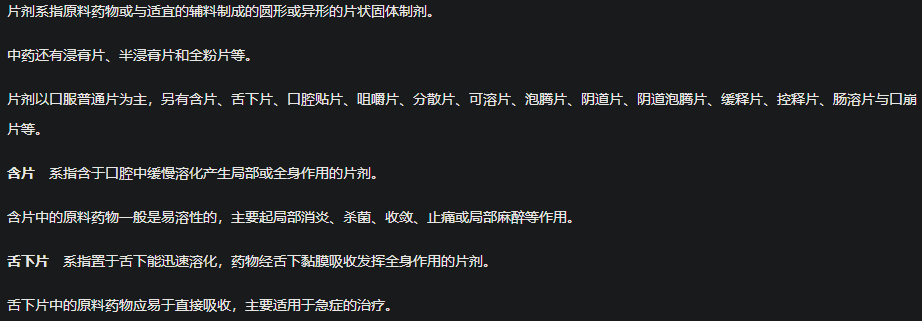 片剂系指原料药物或与适宜的辅料制成的圆形或异形的片状固体制剂。
中药还有浸膏片、半浸膏片和全粉片等。
片剂以口服普通片为主，另有含片、舌下片、口腔贴片、咀嚼片、分散片、可溶片、泡腾片、阴道片、阴道泡腾片、缓释片、控释片、肠溶片与口崩
片等。
含片　系指含于口腔中缓慢溶化产生局部或全身作用的片剂。
含片中的原料药物一般是易溶性的，主要起局部消炎、杀菌、收敛、止痛或局部麻醉等作用。
舌下片　系指置于舌下能迅速溶化，药物经舌下黏膜吸收发挥全身作用的片剂。
舌下片中的原料药物应易于直接吸收，主要适用于急症的治疗。